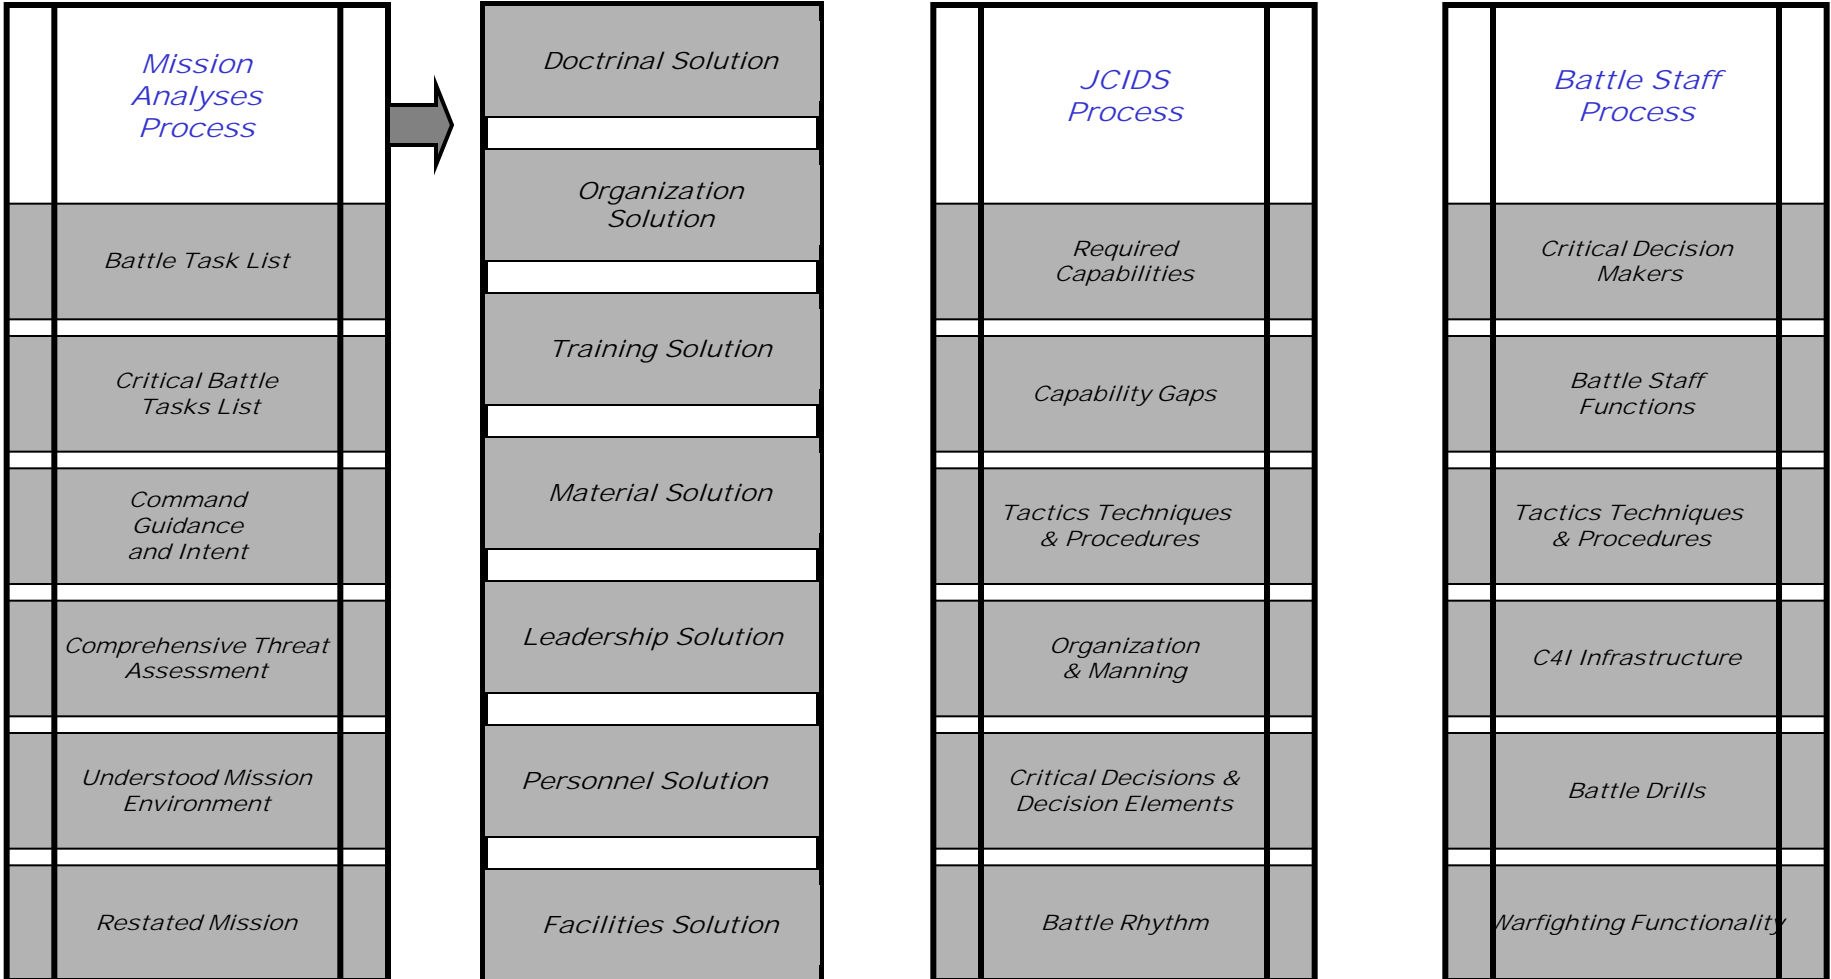 Mission
Analyses
Process
Battle Task List
Critical Battle
Tasks List
Command
Guidance
and Intent
Comprehensive Threat
Assessment
Understood Mission
Environment
Restated Mission
Doctrinal Solution
Organization
Solution
Training Solution
Material Solution
Leadership Solution
Personnel Solution
Facilities Solution
JCIDS
Process
Required
Capabilities
Capability Gaps
Tactics Techniques
& Procedures
Organization
& Manning
Critical Decisions &
Decision Elements
Battle Rhythm
Battle Staff
Process
Critical Decision
Makers
Battle Staff
Functions
Tactics Techniques
& Procedures
C4I Infrastructure
Battle Drills
Warfighting Functionality